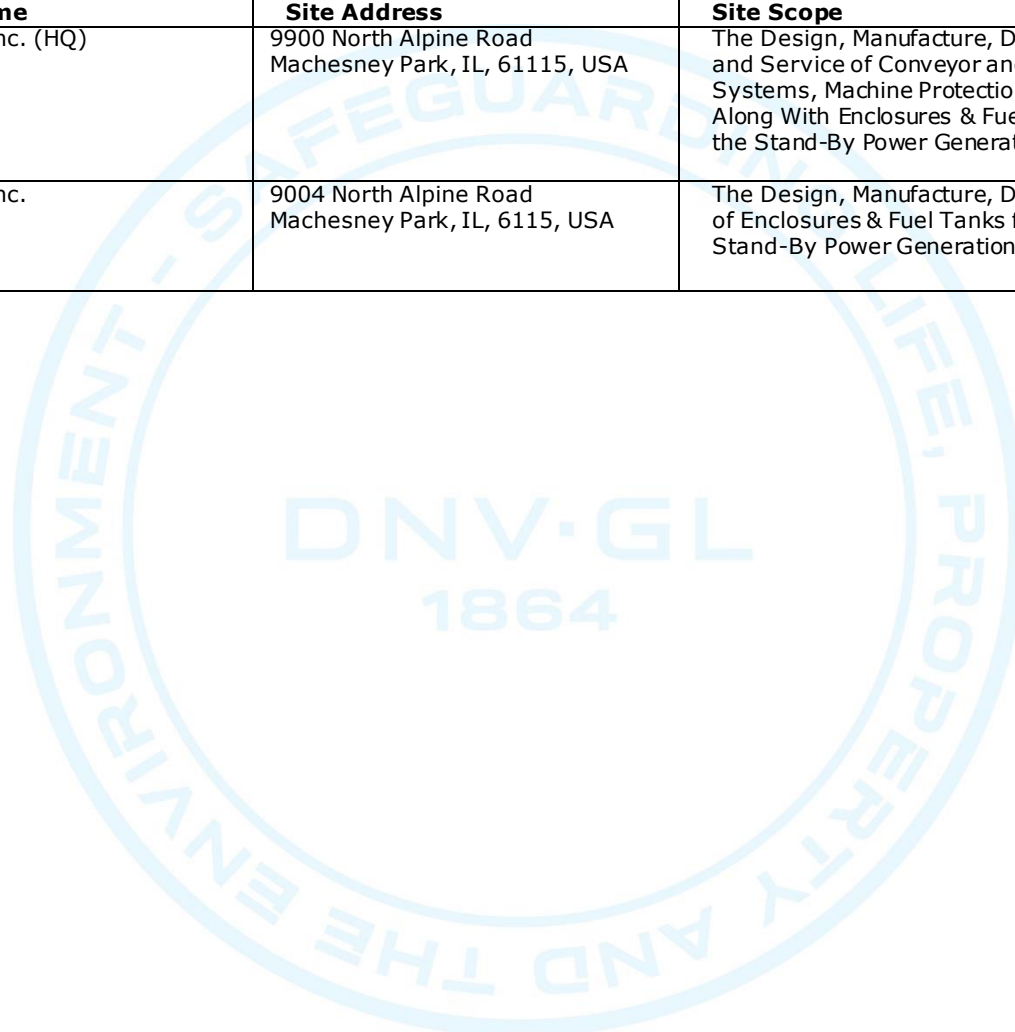 me Site Address Site Scope
nc. (HQ) 9900 North Alpine Road The Design, Manufacture, D
Machesney Park, IL, 61115, USA and Service of Conveyor an
Systems, Machine Protectio
Along With Enclosures & Fue
the Stand-By Power Generat
nc. 9004 North Alpine Road The Design, Manufacture, D
Machesney Park, IL, 6115, USA of Enclosures & Fuel Tanks f
Stand-By Power Generation
SAFEGUARDING LIFE, PROPERTY AND THE ENVIRONMENT -
DNV·GL
1864